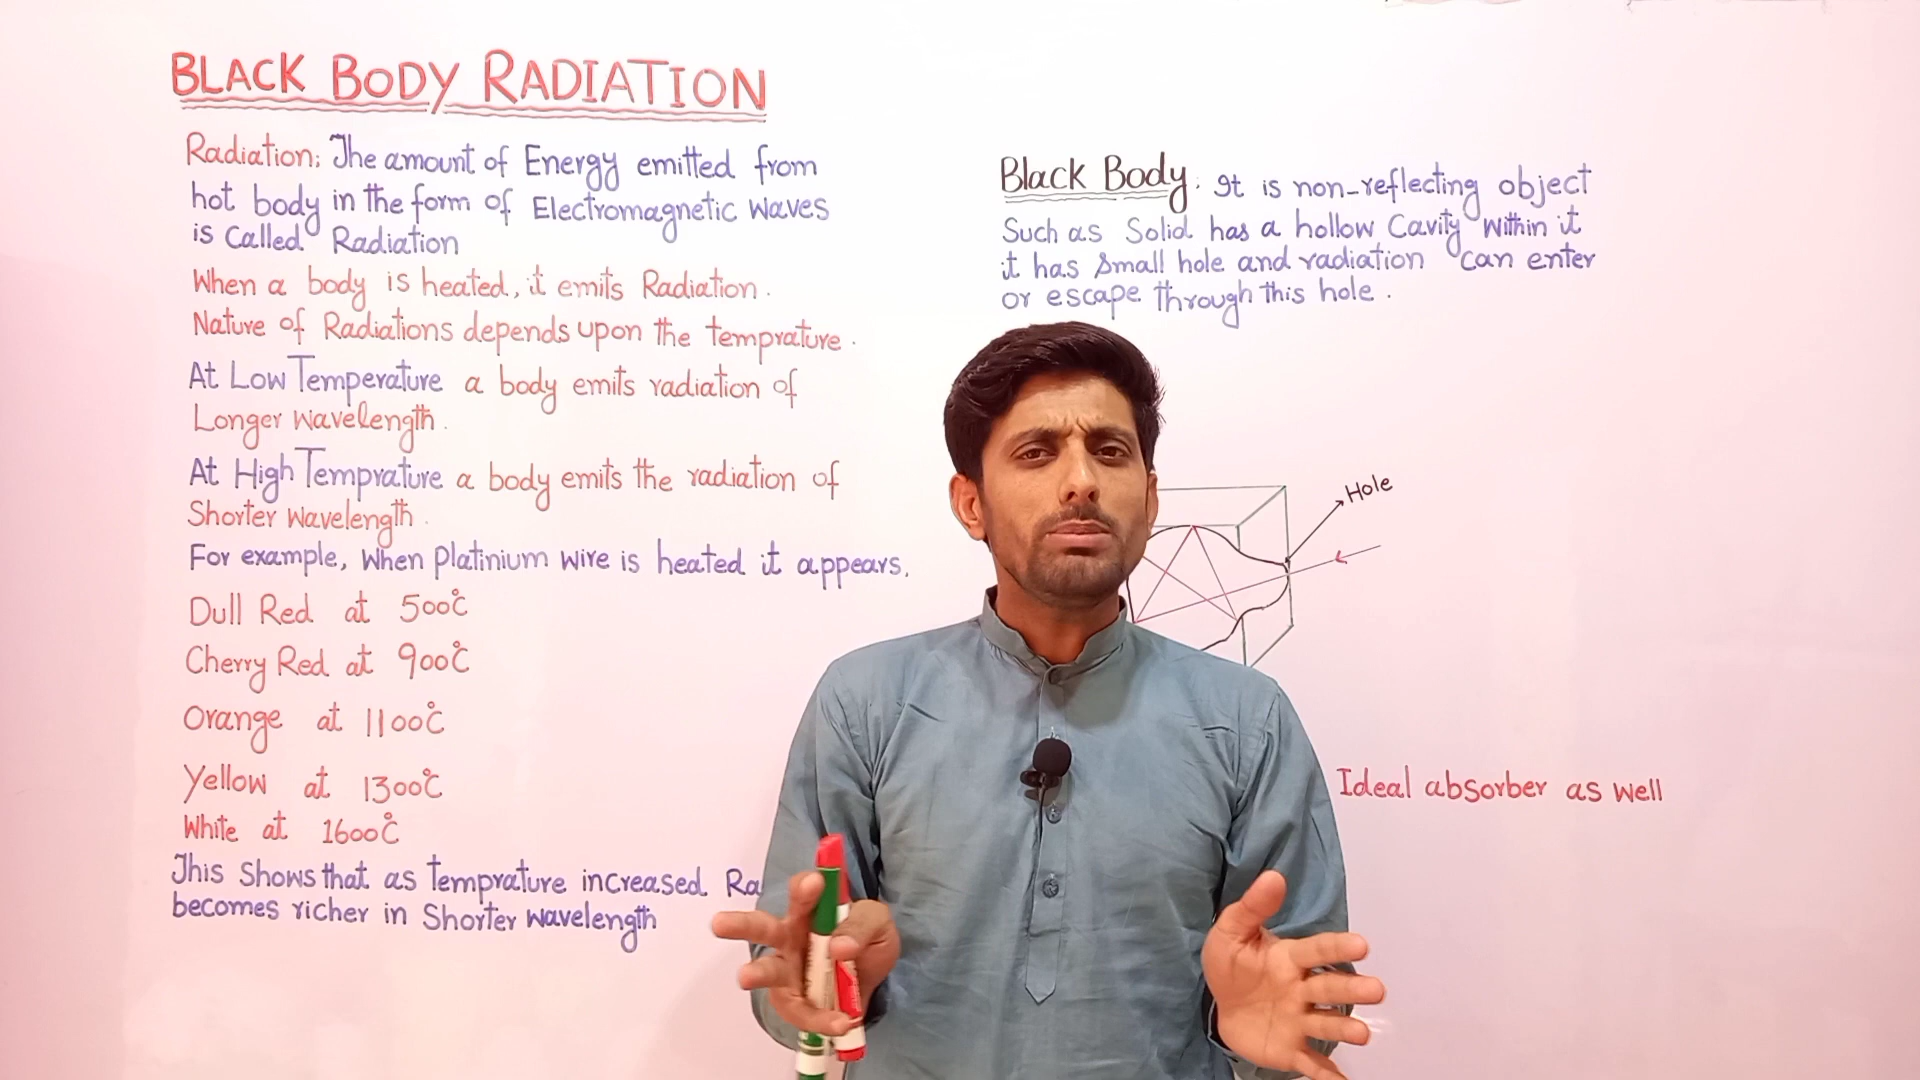 BLACK BODY RADIATION
Radiation; The amount of Energy emitted from
hot body in the form of Electromagnetic waves
is called Radiation
When a body is heated, it emits Radiation.
Nature of Radiations depends upon the temprature.
At Low Temperature a body emits radiation of
Longer wavelength.
At High Temprature a body emits the radiation of
Shorter wavelength.
For example, when platinium wire is heated it appears.
Dull Red at 500°C
Cherry Red at 900°C
Orange at 1100°C
Yellow at 1300°C
White at 1600°C
This Shows that as temprature increased Ra
becomes richer in Shorter wavelength
Black Body; It is non-reflecting object
Such as Solid has a hollow Cavity within it
it has small hole and radiation can enter
or escape through this hole.
Hole
Ideal absorber as well